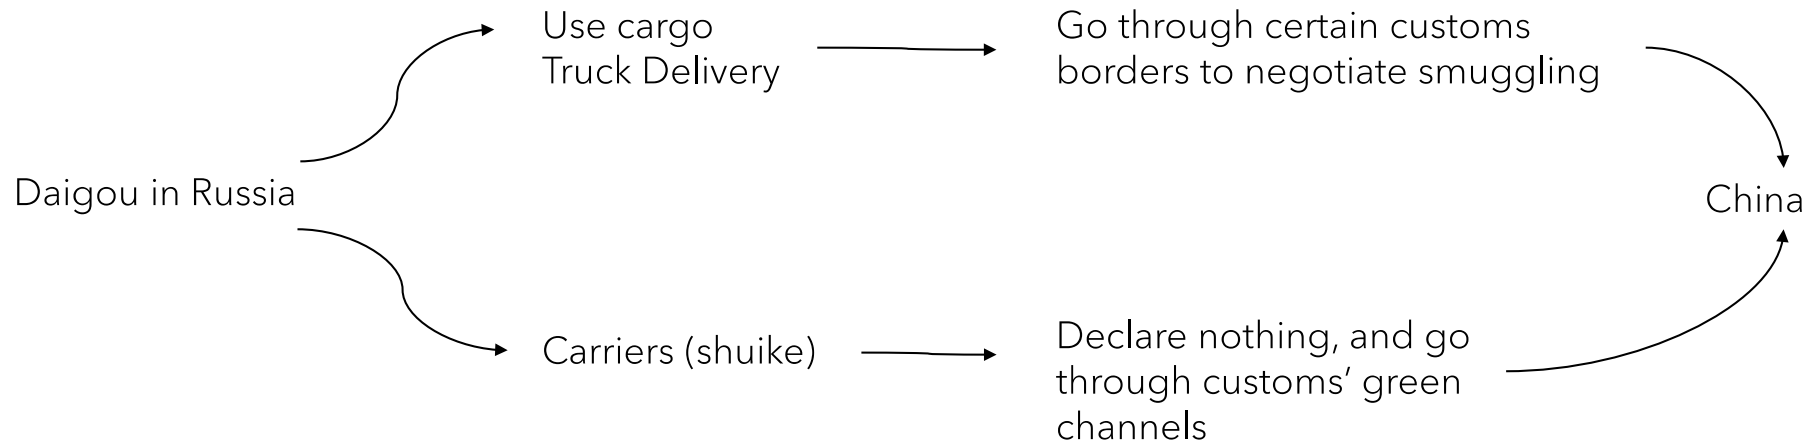 Use cargo
Truck Delivery
Go through certain customs
borders to negotiate smuggling
Daigou in Russia
China
Carriers (shuike)
Declare nothing, and go
through customs’ green
channels